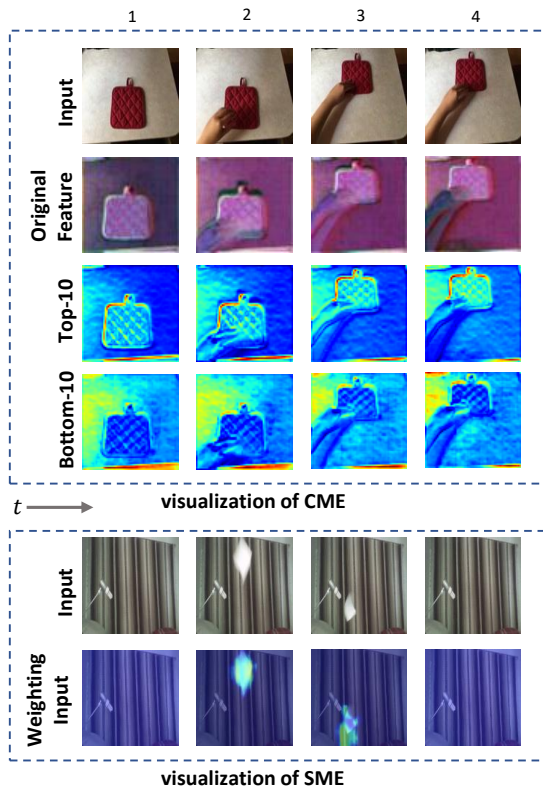 1 2 3 4
Input
Original
Feature
Top-10
Bottom-10
t
visualization of CME
Input
Weighting
Input
visualization of SME